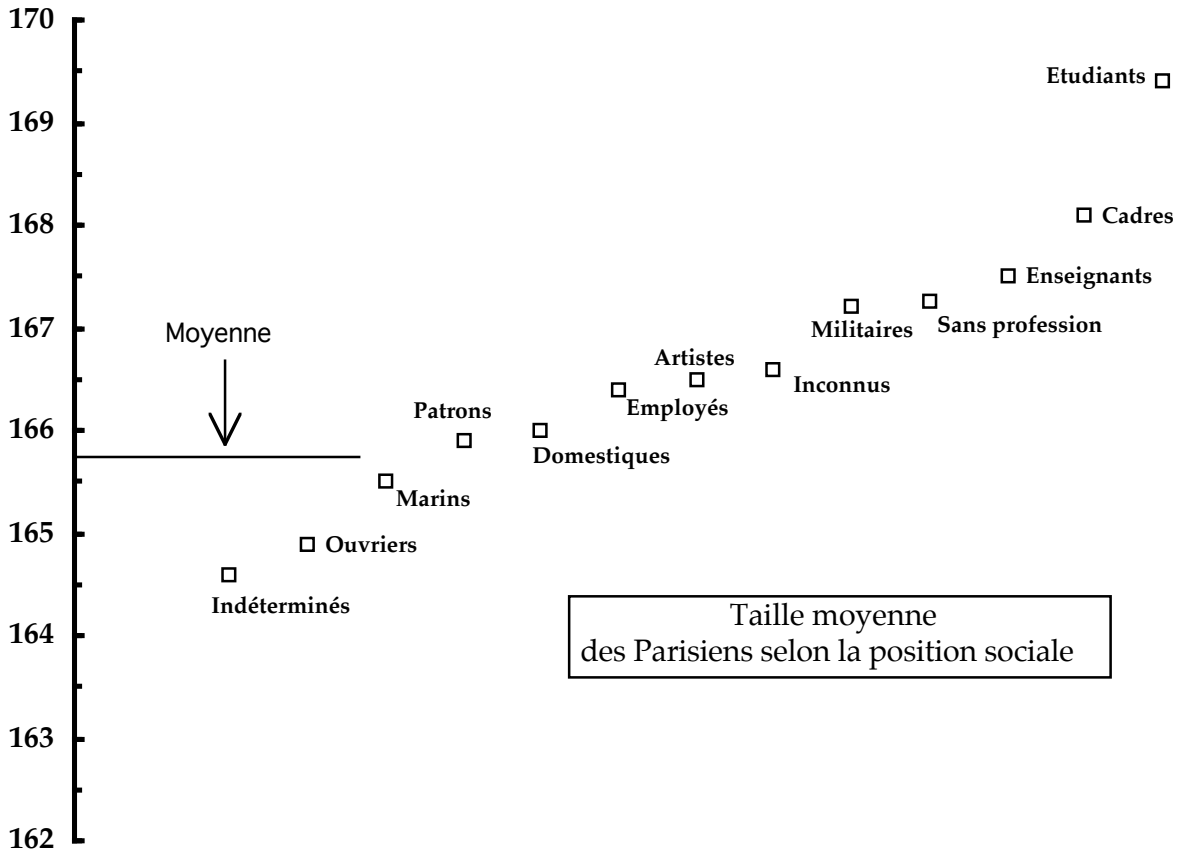 170
Etudiants
169
168
Cadres
Enseignants
167
Moyenne
Militaires
Sans profession
Artistes
Inconnus
Patrons
Employés
166
Domestiques
Marins
165
Ouvriers
Indéterminés
Taille moyenne
des Parisiens selon la position sociale
164
163
162